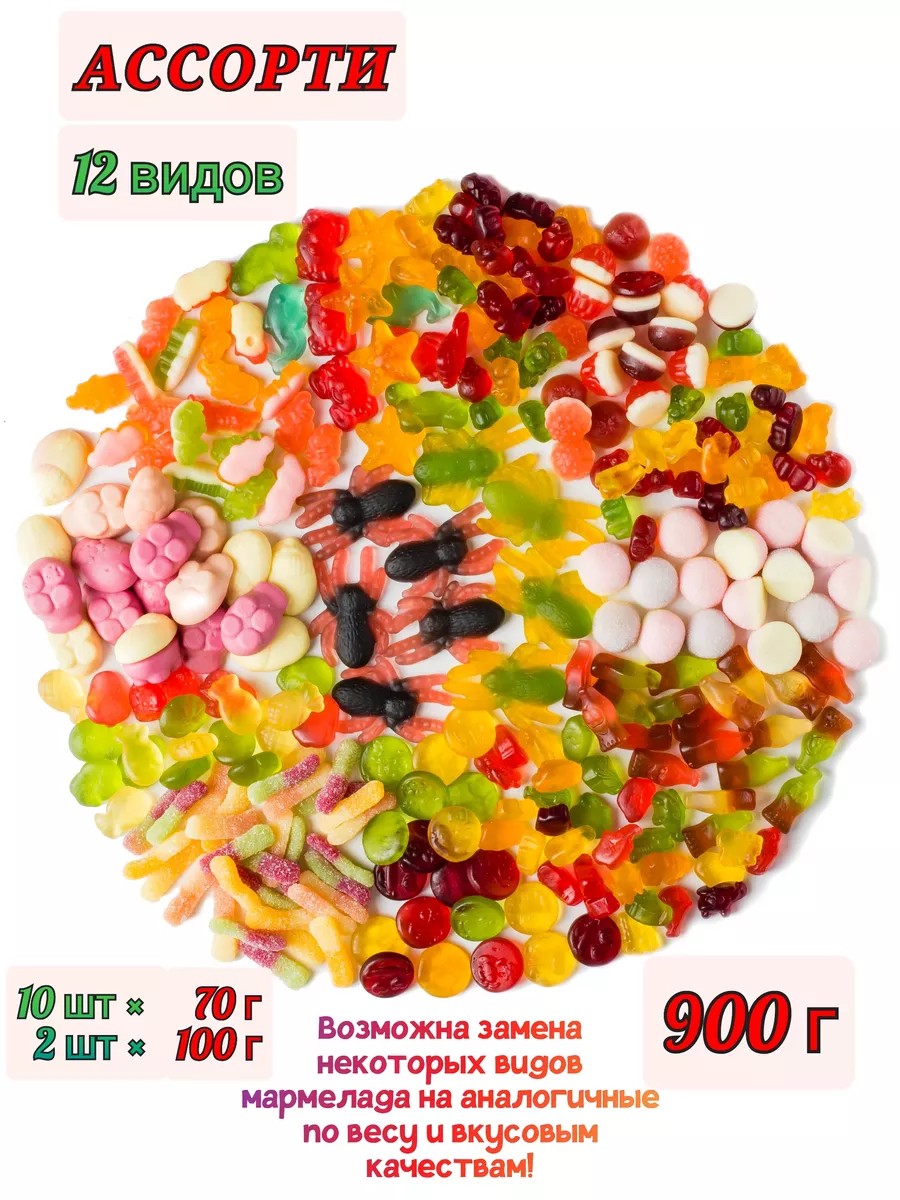 АССОРТИ
12 видов
10 шт × 70 г
2 шт × 100 г
900 г
Возможна замена
некоторых видов
мармелада на аналогичные
по весу и вкусовым
качествам!